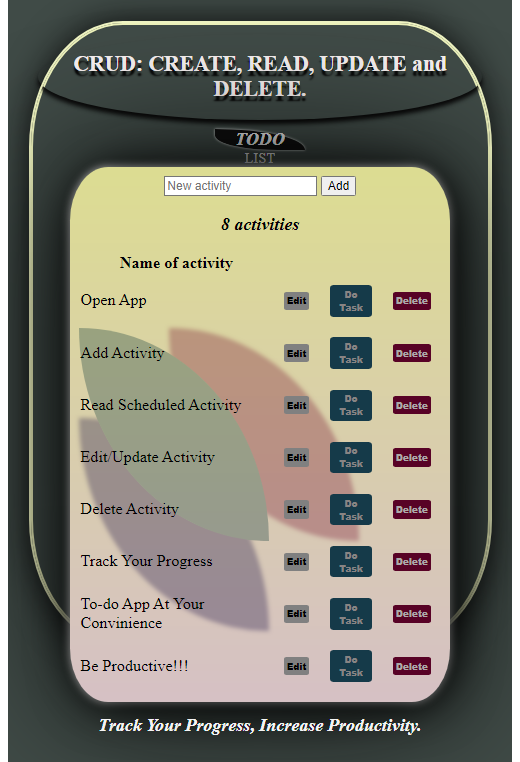 CRUD: CREATE, READ, UPDATE and
DELETE.
TODO
LIST
New activity Add
8 activities
Name of activity
Open App Edit Do Task Delete
Add Activity Edit Do Task Delete
Read Scheduled Activity Edit Do Task Delete
Edit/Update Activity Edit Do Task Delete
Delete Activity Edit Do Task Delete
Track Your Progress Edit Do Task Delete
To-do App At Your
Convinience Edit Do Task Delete
Be Productive!!! Edit Do Task Delete
Track Your Progress, Increase Productivity.